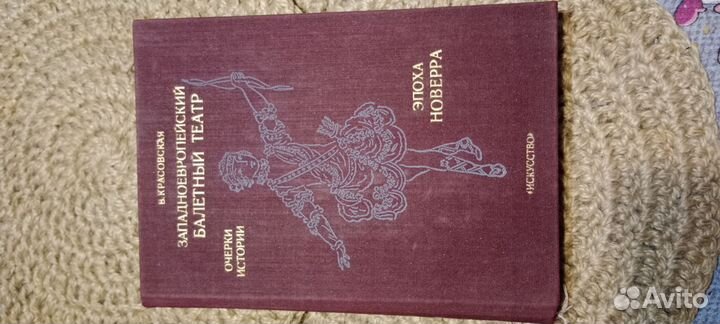 В. КРАСОВСКАЯ
ЗАПАДНОЕВРОПЕЙСКИЙ
БАЛЕТНЫЙ ТЕАТР
ОЧЕРКИ
ИСТОРИИ
ЭПОХА
НОВЕРРА
«ИСКУССТВО»
Avito